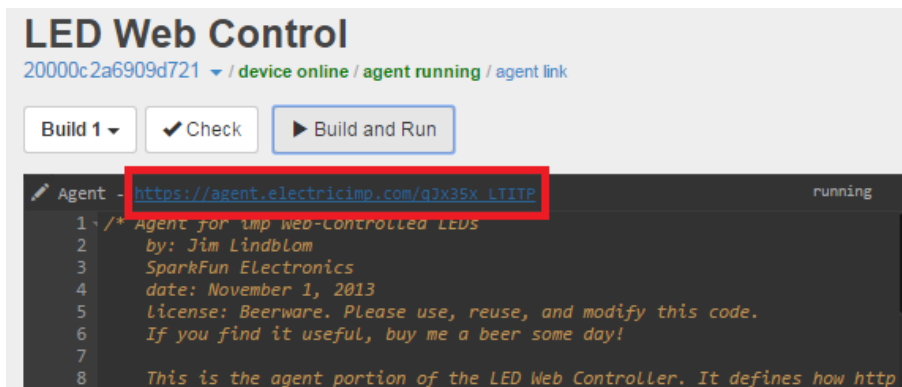 LED Web Control
20000c2a6909d721 / device online / agent running / agent link
Build 1 Check Build and Run
Agent - https://agent.electricimp.com/qJx35x_LTITP running
1 /* Agent for imp Web-Controlled LEDs
2 by: Jim Lindblom
3 SparkFun Electronics
4 date: November 1, 2013
5 license: Beerware. Please use, reuse, and modify this code.
6 If you find it useful, buy me a beer some day!
7
8 This is the agent portion of the LED Web Controller. It defines how http